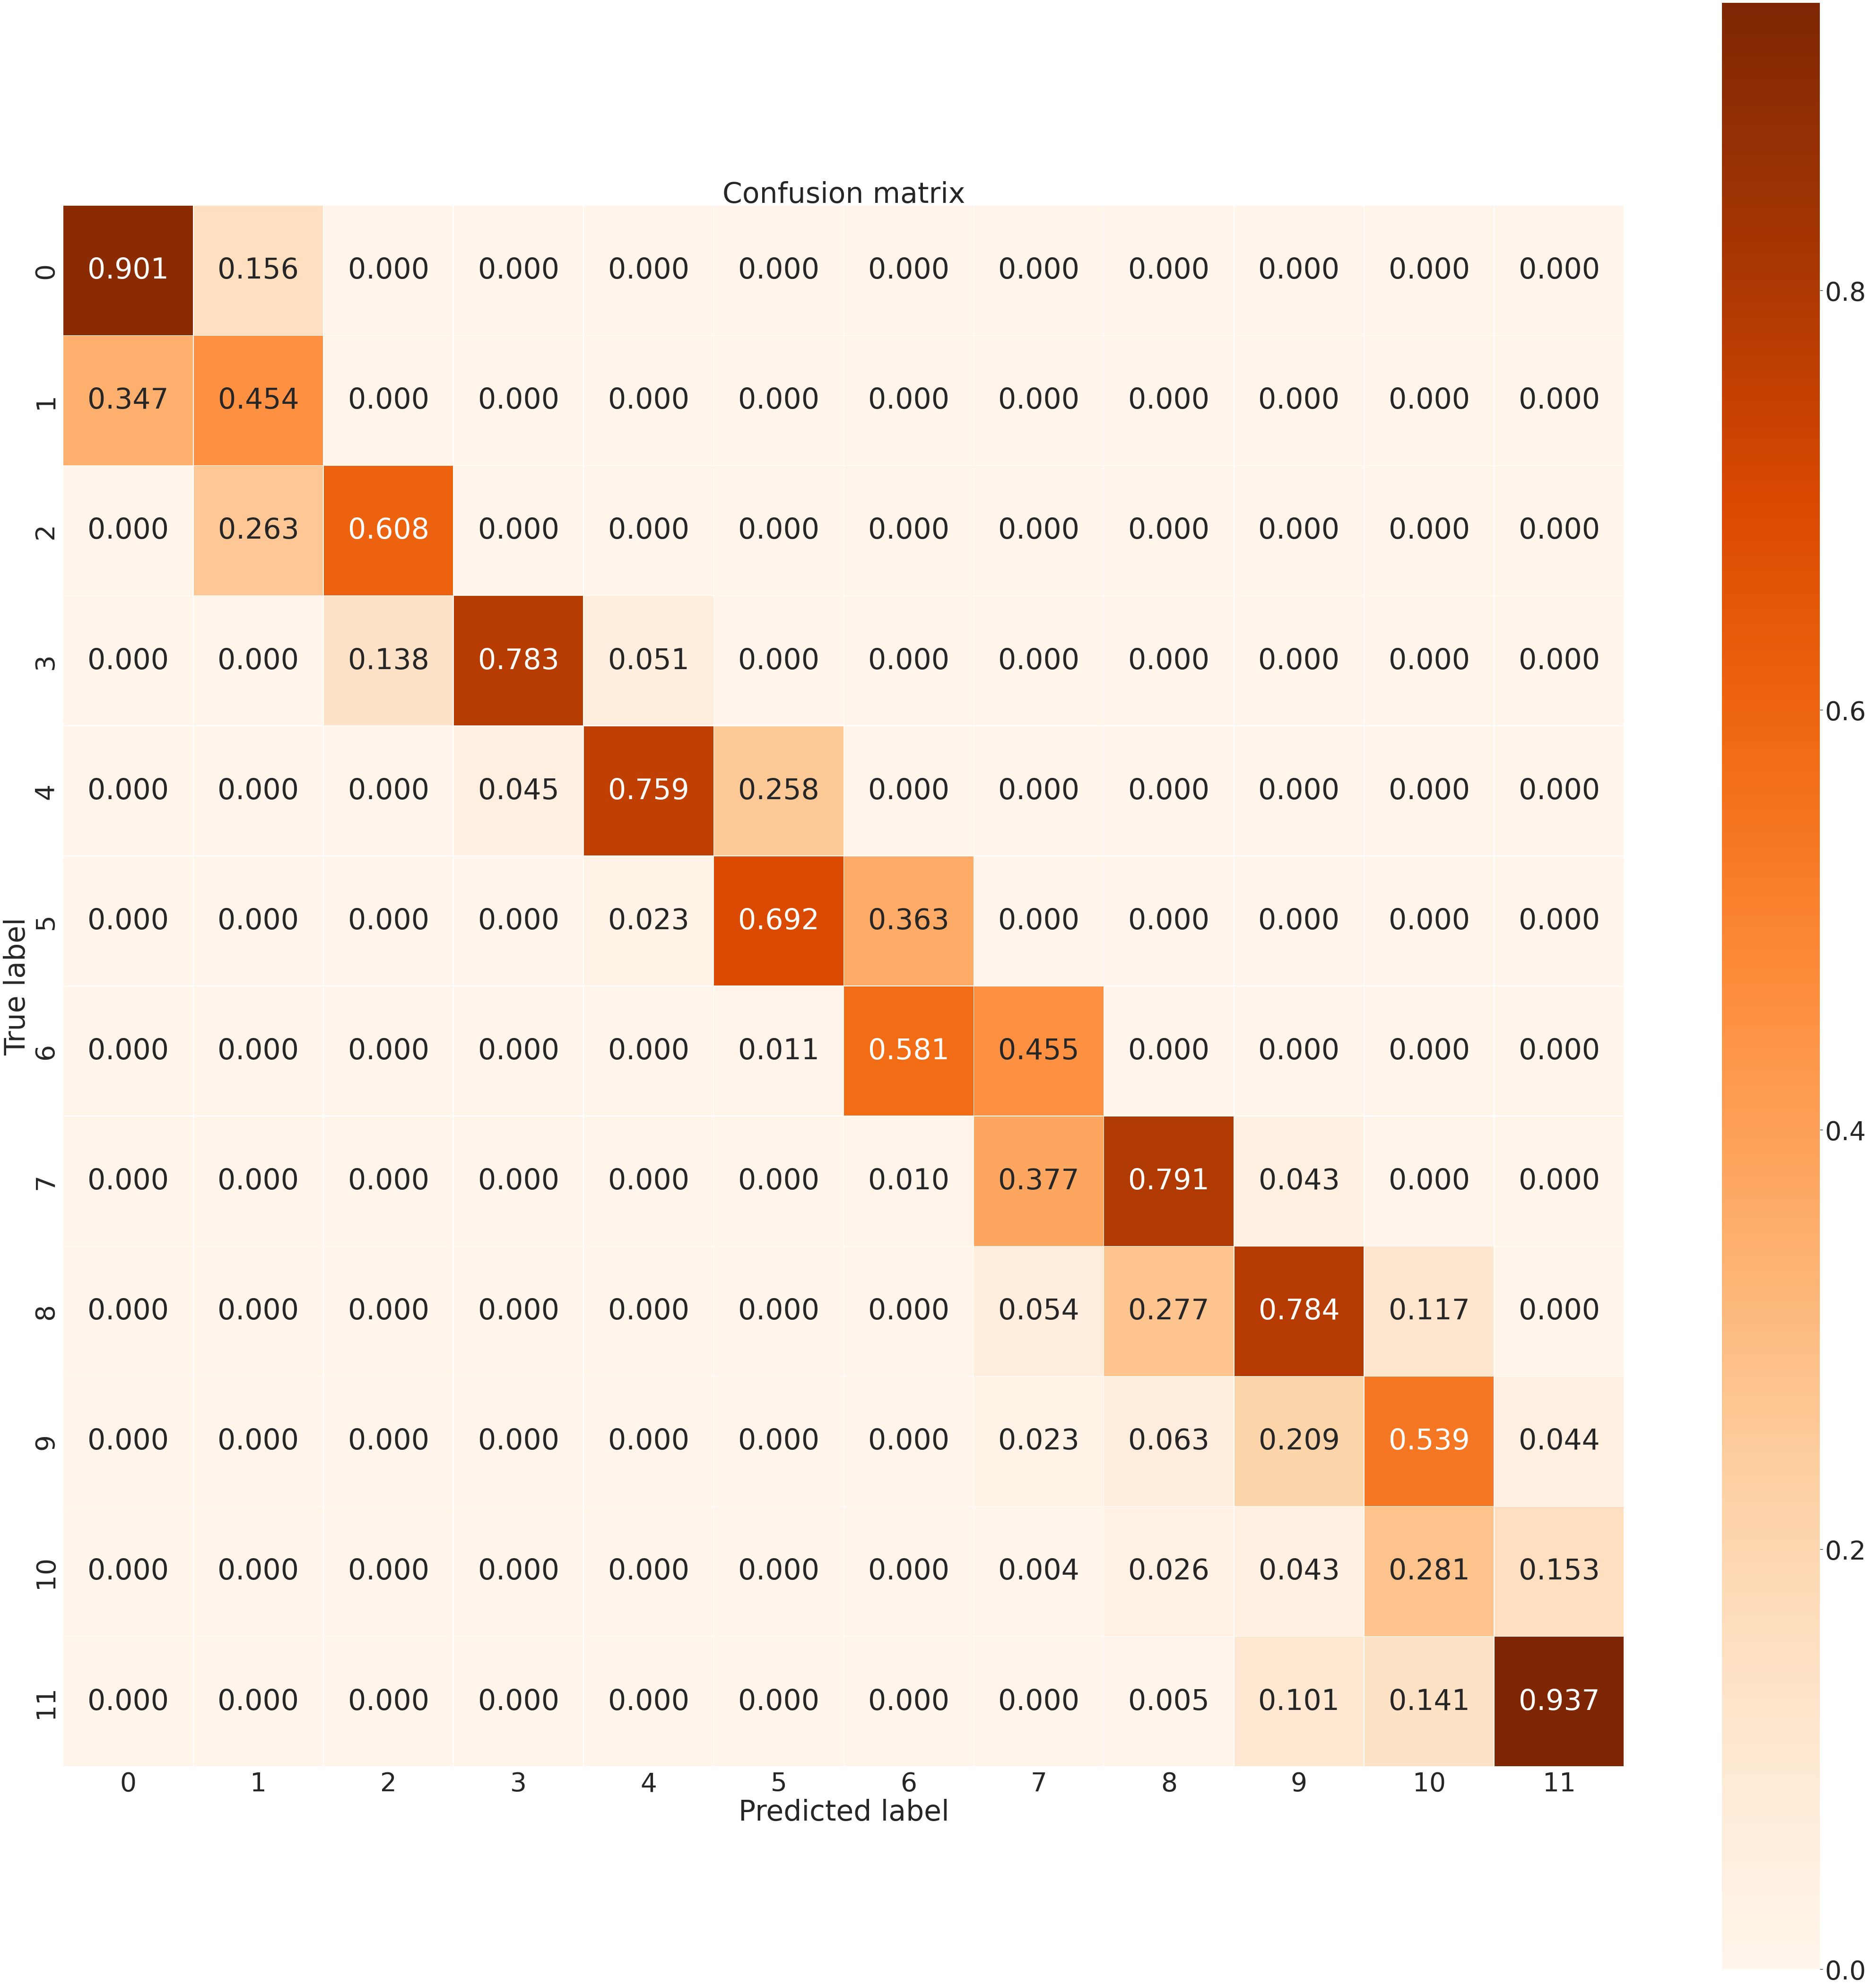 Confusion matrix
0 0.901 0.156 0.000 0.000 0.000 0.000 0.000 0.000 0.000 0.000 0.000 0.000
1 0.347 0.454 0.000 0.000 0.000 0.000 0.000 0.000 0.000 0.000 0.000 0.000
2 0.000 0.263 0.608 0.000 0.000 0.000 0.000 0.000 0.000 0.000 0.000 0.000
3 0.000 0.000 0.138 0.783 0.051 0.000 0.000 0.000 0.000 0.000 0.000 0.000
4 0.000 0.000 0.000 0.045 0.759 0.258 0.000 0.000 0.000 0.000 0.000 0.000
5 0.000 0.000 0.000 0.000 0.023 0.692 0.363 0.000 0.000 0.000 0.000 0.000
6 0.000 0.000 0.000 0.000 0.000 0.011 0.581 0.455 0.000 0.000 0.000 0.000
7 0.000 0.000 0.000 0.000 0.000 0.000 0.010 0.377 0.791 0.043 0.000 0.000
8 0.000 0.000 0.000 0.000 0.000 0.000 0.000 0.054 0.277 0.784 0.117 0.000
9 0.000 0.000 0.000 0.000 0.000 0.000 0.000 0.023 0.063 0.209 0.539 0.044
10 0.000 0.000 0.000 0.000 0.000 0.000 0.000 0.004 0.026 0.043 0.281 0.153
11 0.000 0.000 0.000 0.000 0.000 0.000 0.000 0.000 0.005 0.101 0.141 0.937
0 1 2 3 4 5 6 7 8 9 10 11
Predicted label
True label
0.8
0.6
0.4
0.2
0.0